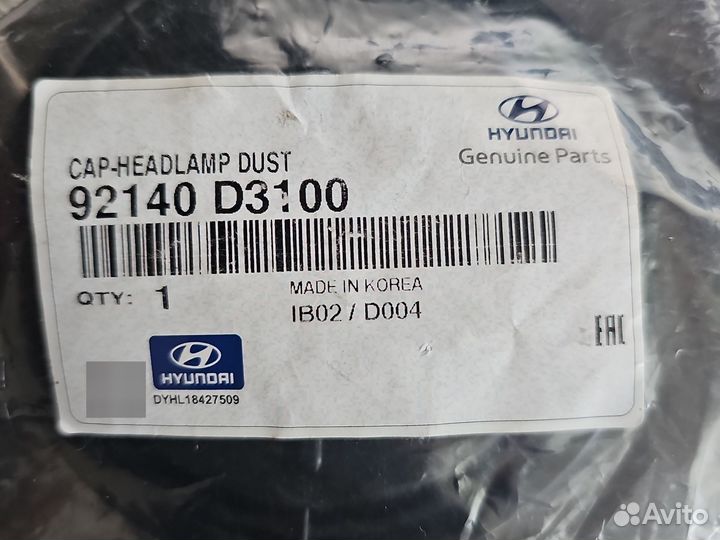 HYUNDAI
Genuine Parts
CAP-HEADLAMP DUST
92140 D3100
QTY: 1
MADE IN KOREA
IB02 / D004
EAC
HYUNDAI
DYHL18427509
Avito